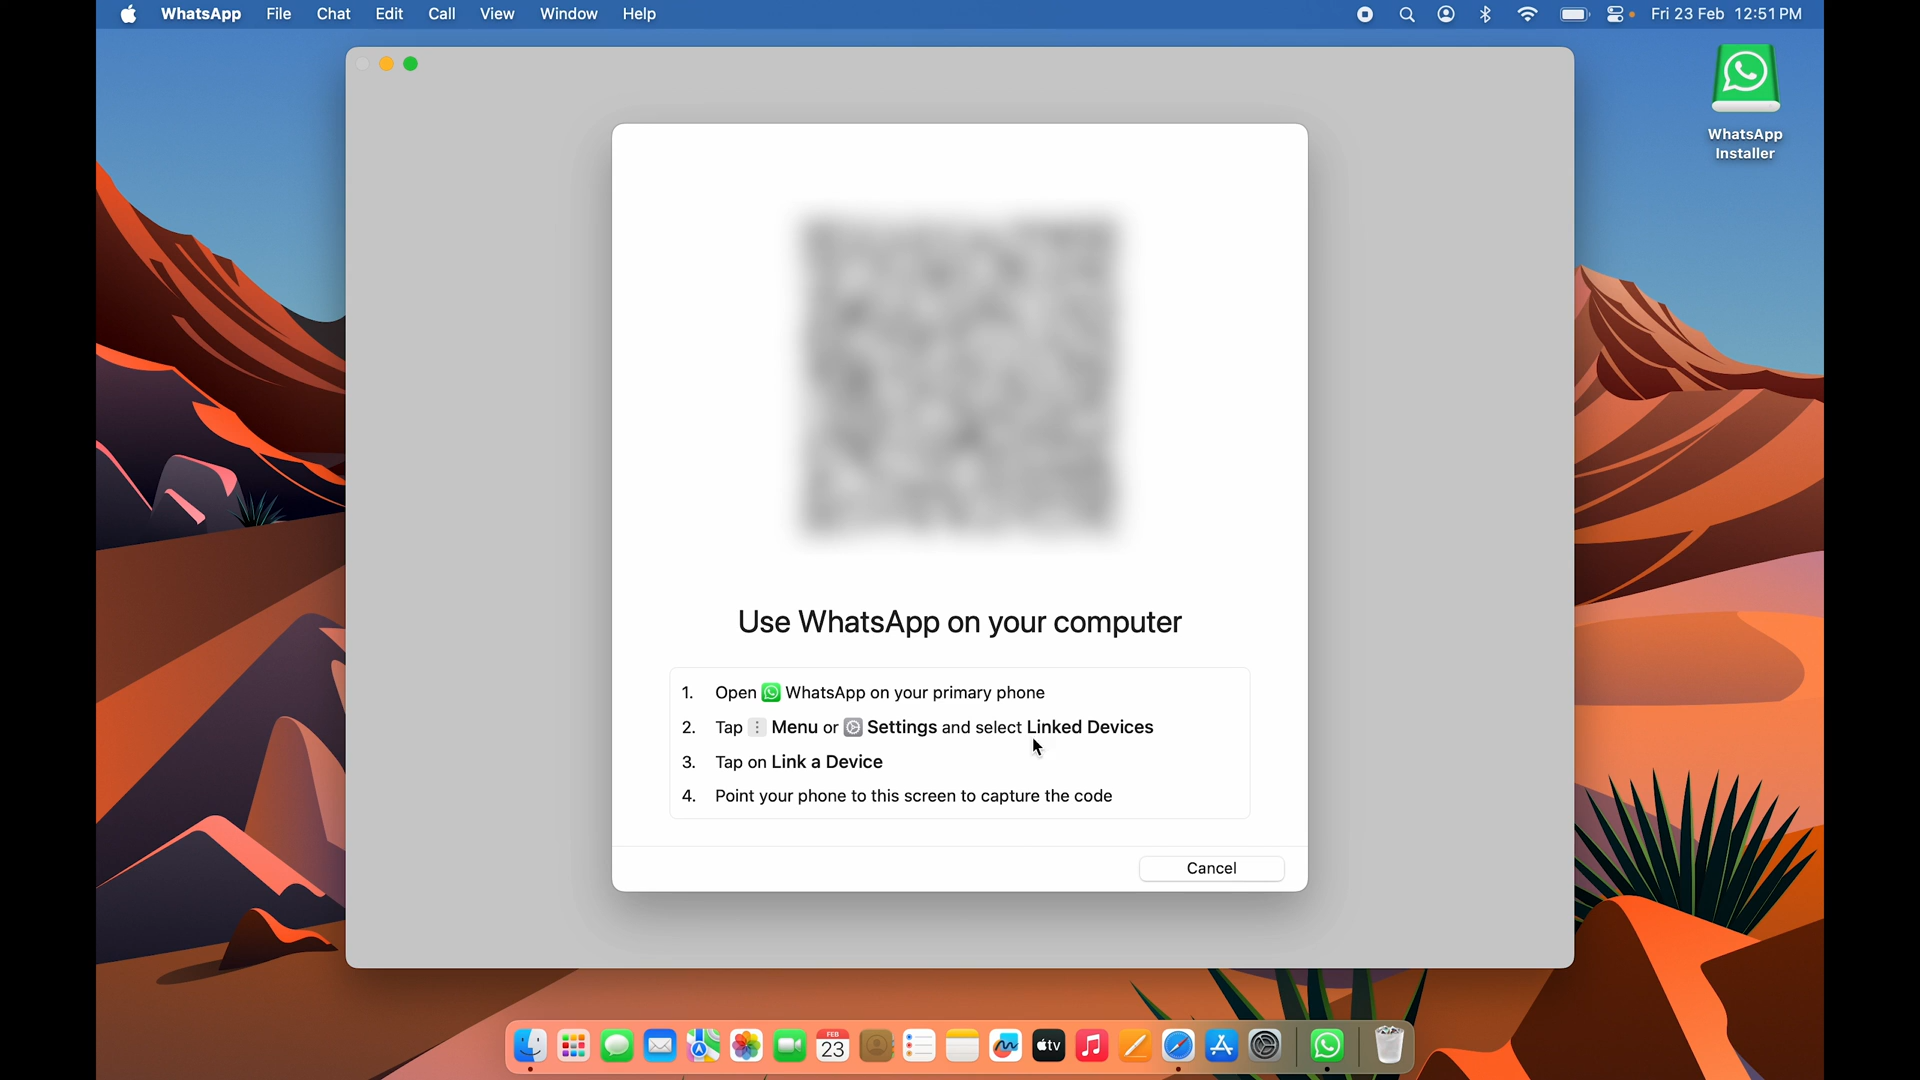 WhatsApp File Chat Edit Call View Window Help Fri 23 Feb 12:51 PM
WhatsApp
Installer
Use WhatsApp on your computer
1. Open WhatsApp on your primary phone
2. Tap Menu or Settings and select Linked Devices
3. Tap on Link a Device
4. Point your phone to this screen to capture the code
Cancel
FEB
23
tv